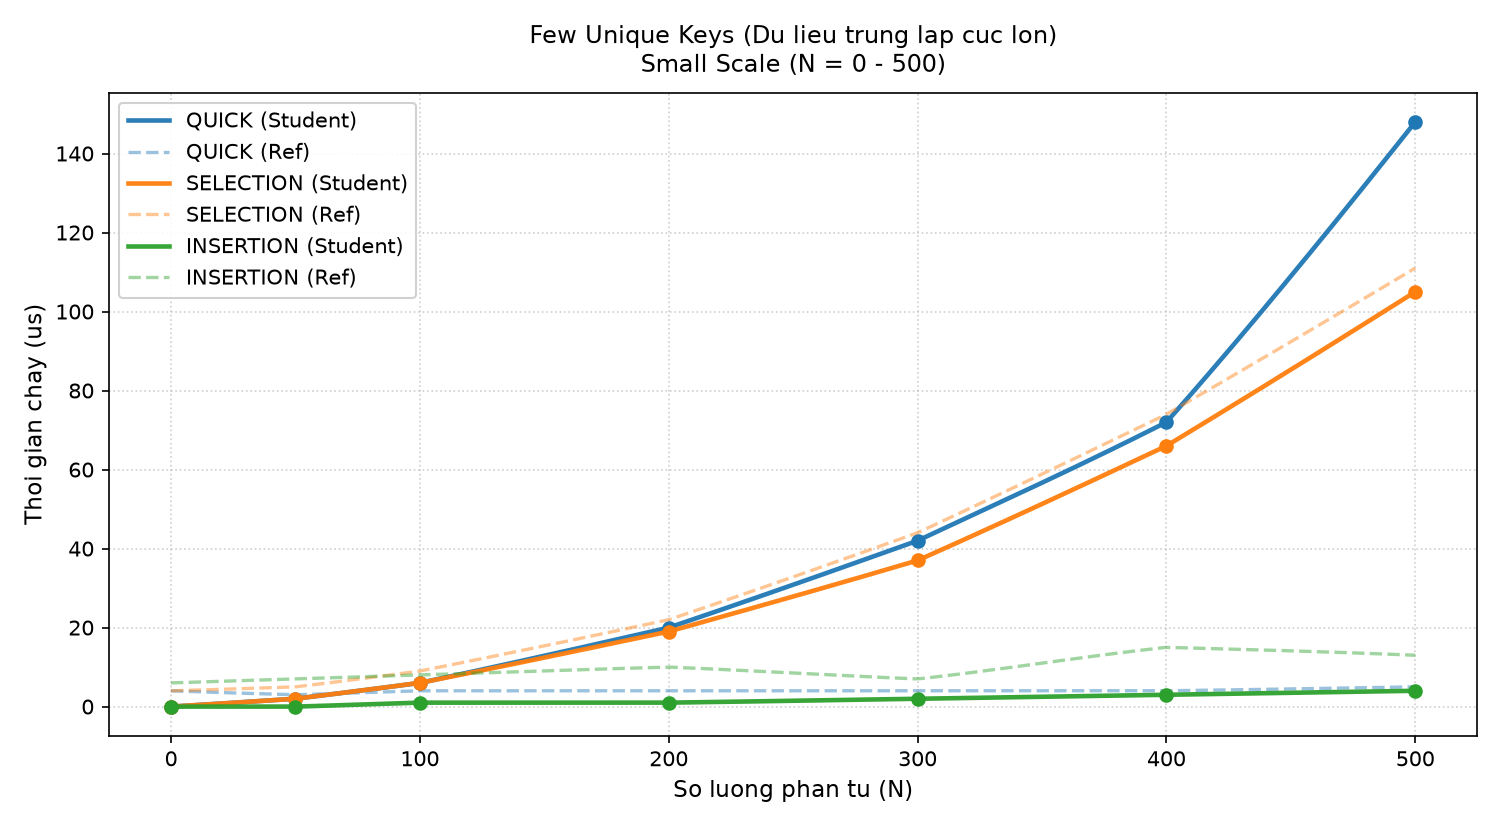 Few Unique Keys (Du lieu trung lap cuc lon)
Small Scale (N = 0 - 500)
QUICK (Student)
QUICK (Ref)
SELECTION (Student)
SELECTION (Ref)
INSERTION (Student)
INSERTION (Ref)
Thoi gian chay (us)
140
120
100
80
60
40
20
0
0 100 200 300 400 500
So luong phan tu (N)